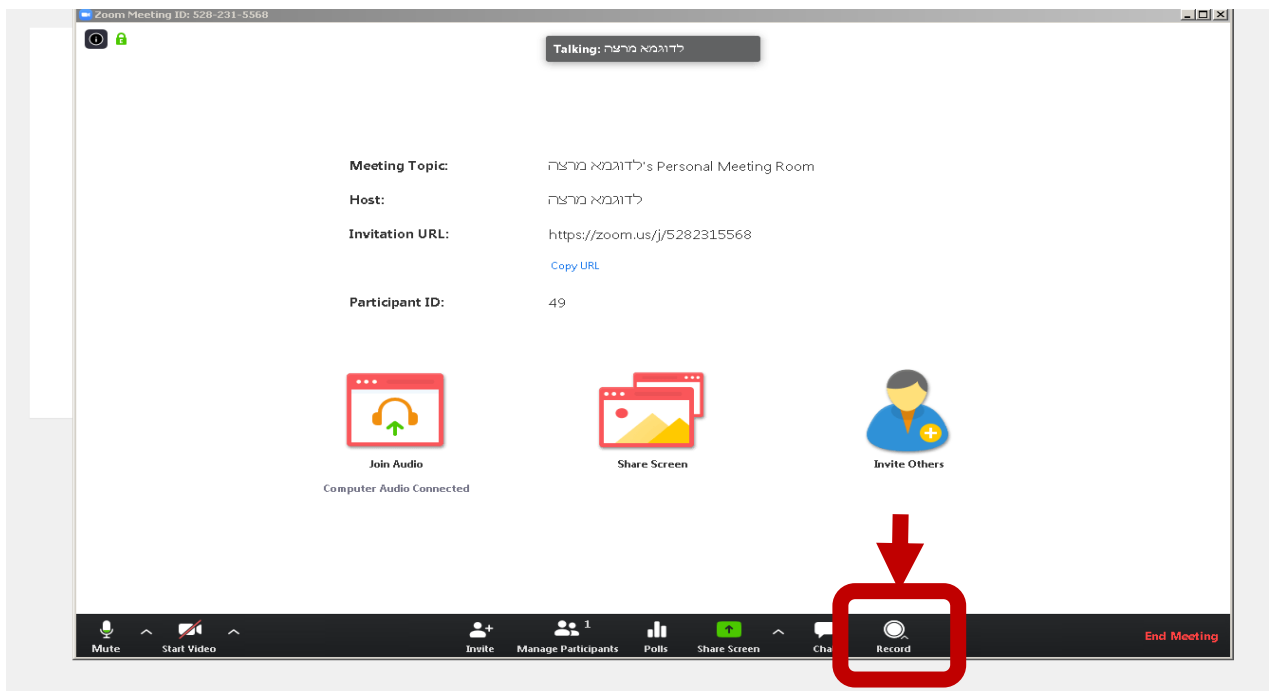 Zoom Meeting ID: 528-231-5568
Talking: לדוגמא מרצה
Meeting Topic: לדוגמא מרצה's Personal Meeting Room
Host: לדוגמא מרצה
Invitation URL: https://zoom.us/j/5282315568
Copy URL
Participant ID: 49
Join Audio Share Screen Invite Others
Computer Audio Connected
1
Mute Start Video Invite Manage Participants Polls Share Screen Cha Record End Meeting